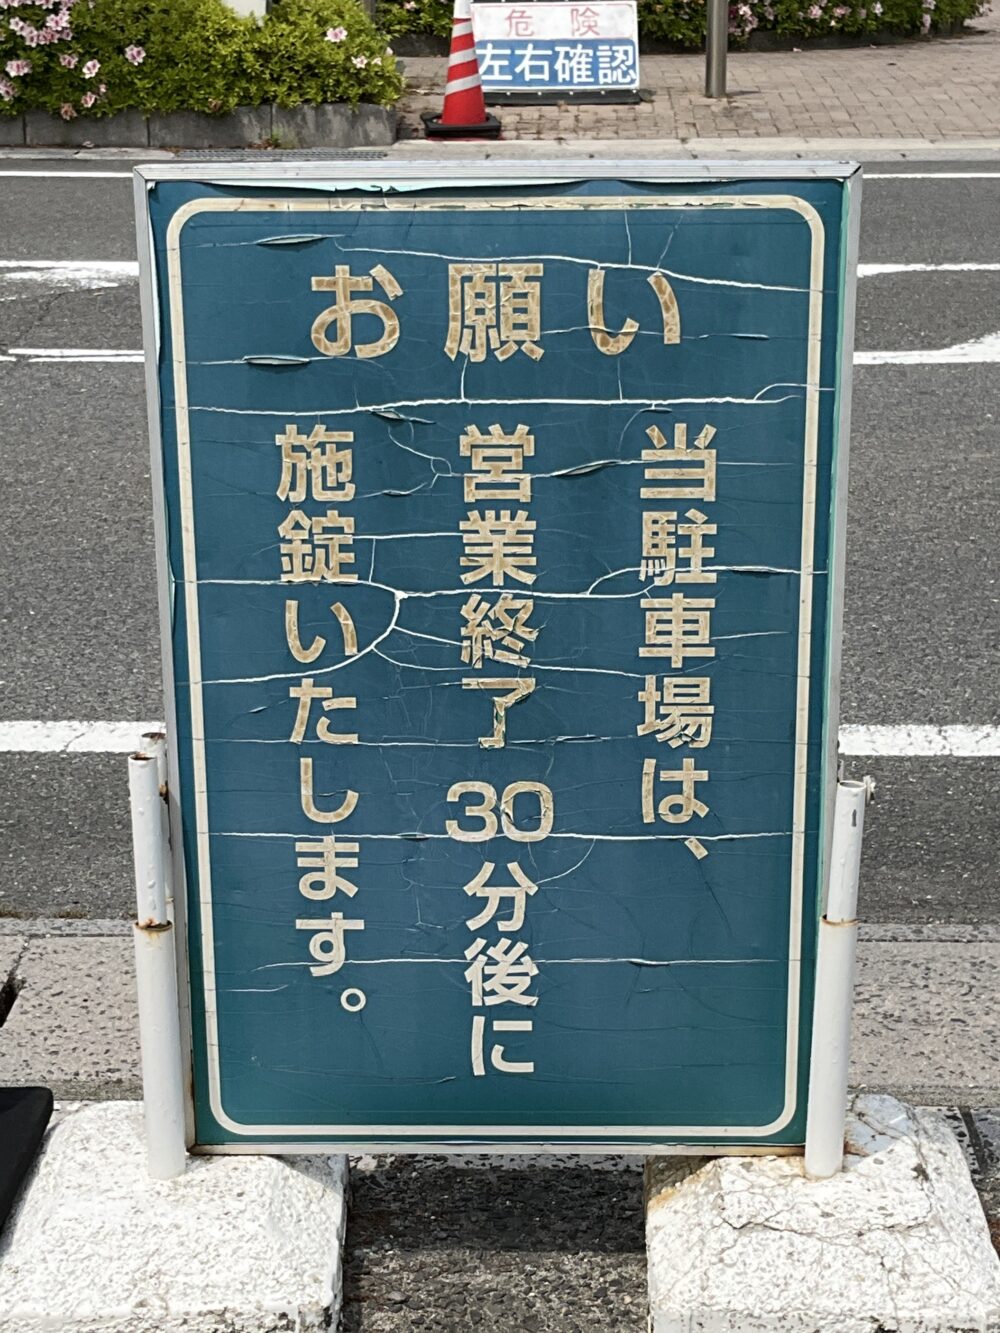 危険
左右確認
お願い
当駐車場は、
営業終了 30分後に
施錠いたします。